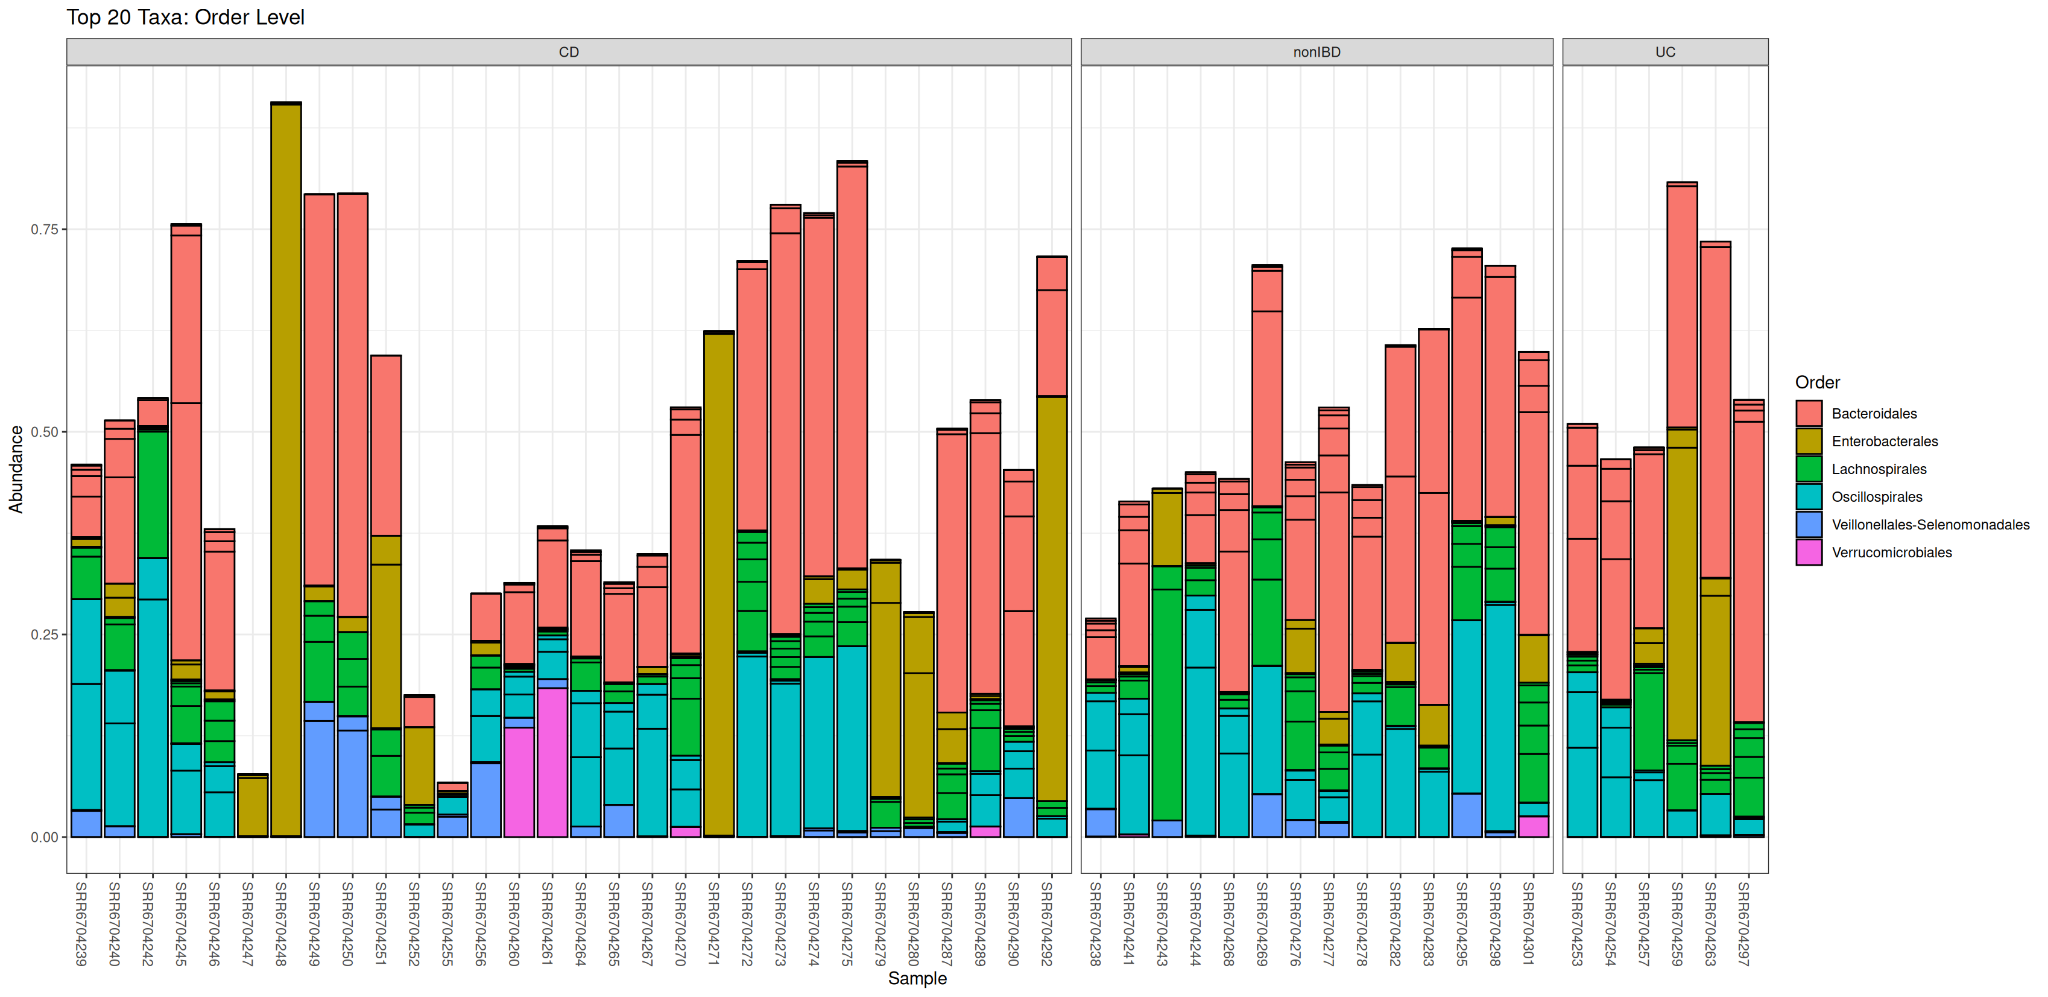 Top 20 Taxa: Order Level
CD
nonIBD
UC
Abundance
0.75
0.50
0.25
0.00
SRR6704239
SRR6704240
SRR6704242
SRR6704245
SRR6704246
SRR6704247
SRR6704248
SRR6704249
SRR6704250
SRR6704251
SRR6704252
SRR6704255
SRR6704256
SRR6704260
SRR6704261
SRR6704264
SRR6704265
SRR6704267
SRR6704270
SRR6704271
SRR6704272
SRR6704273
SRR6704274
SRR6704275
SRR6704279
SRR6704280
SRR6704287
SRR6704289
SRR6704290
SRR6704292
SRR6704238
SRR6704241
SRR6704243
SRR6704244
SRR6704268
SRR6704269
SRR6704276
SRR6704277
SRR6704278
SRR6704282
SRR6704283
SRR6704295
SRR6704298
SRR6704301
SRR6704253
SRR6704254
SRR6704257
SRR6704259
SRR6704263
SRR6704297
Sample
Order
Bacteroidales
Enterobacterales
Lachnospirales
Oscillospirales
Veillonellales-Selenomonadales
Verrucomicrobiales